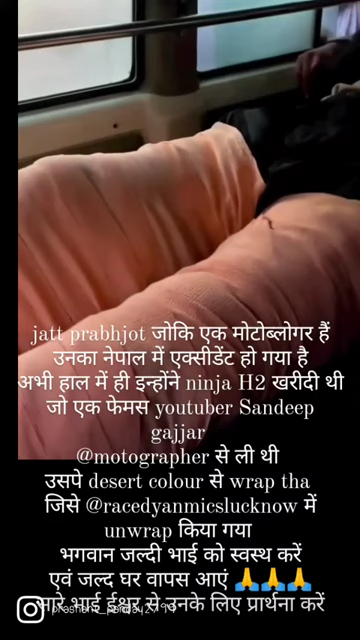 jatt prabhjot जोकि एक मोटोब्लोगर हैं
उनका नेपाल में एक्सीडेंट हो गया है
अभी हाल में ही इन्होंने ninja H2 खरीदी थी
जो एक फेमस youtuber Sandeep
gajjar
@motographer से ली थी
उसपे desert colour से wrap tha
जिसे @racedyanmicslucknow में
unwrap किया गया
भगवान जल्दी भाई को स्वस्थ करें
एवं जल्द घर वापस आएं 🙏🙏🙏
सारे भाई ईश्वर से उनके लिए प्रार्थना करें